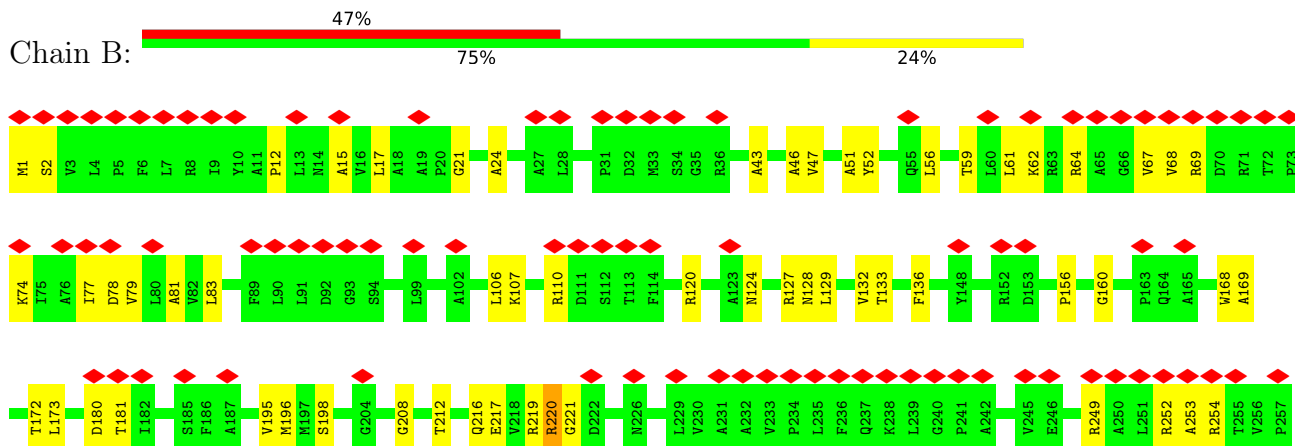 47%
Chain B:
75% 24%
M1 S2 V3 L4 P5 F6 L7 R8 I9 Y10 A11 P12 L13 N14 A15 V16 L17 A18 A19 P20 G21 A24 A27 L28 P31 D32 M33 S34 G35 R36 A43 A46 V47 A51 Y52 Q55 L56 T59 L60 L61 K62 R63 R64 A65 G66 V67 V68 R69 D70 R71 T72 P73
K74 I75 A76 I77 D78 V79 L80 A81 V82 L83 F89 L90 L91 D92 G93 S94 L99 A102 L106 K107 R110 D111 S112 T113 F114 R120 A123 N124 R127 N128 L129 V132 T133 F136 Y148 R152 D153 P156 G160 P163 Q164 A165 W168 A169
T172 L173 D180 T181 I182 S185 F186 A187 V195 M196 M197 S198 G204 G208 T212 Q216 E217 V218 R219 R220 G221 D222 N226 L229 V230 A231 A232 V233 P234 L235 F236 Q237 K238 L239 G240 P241 A242 V245 E246 R249 A250 L251 R252 A253 R254 T255 V256 P257